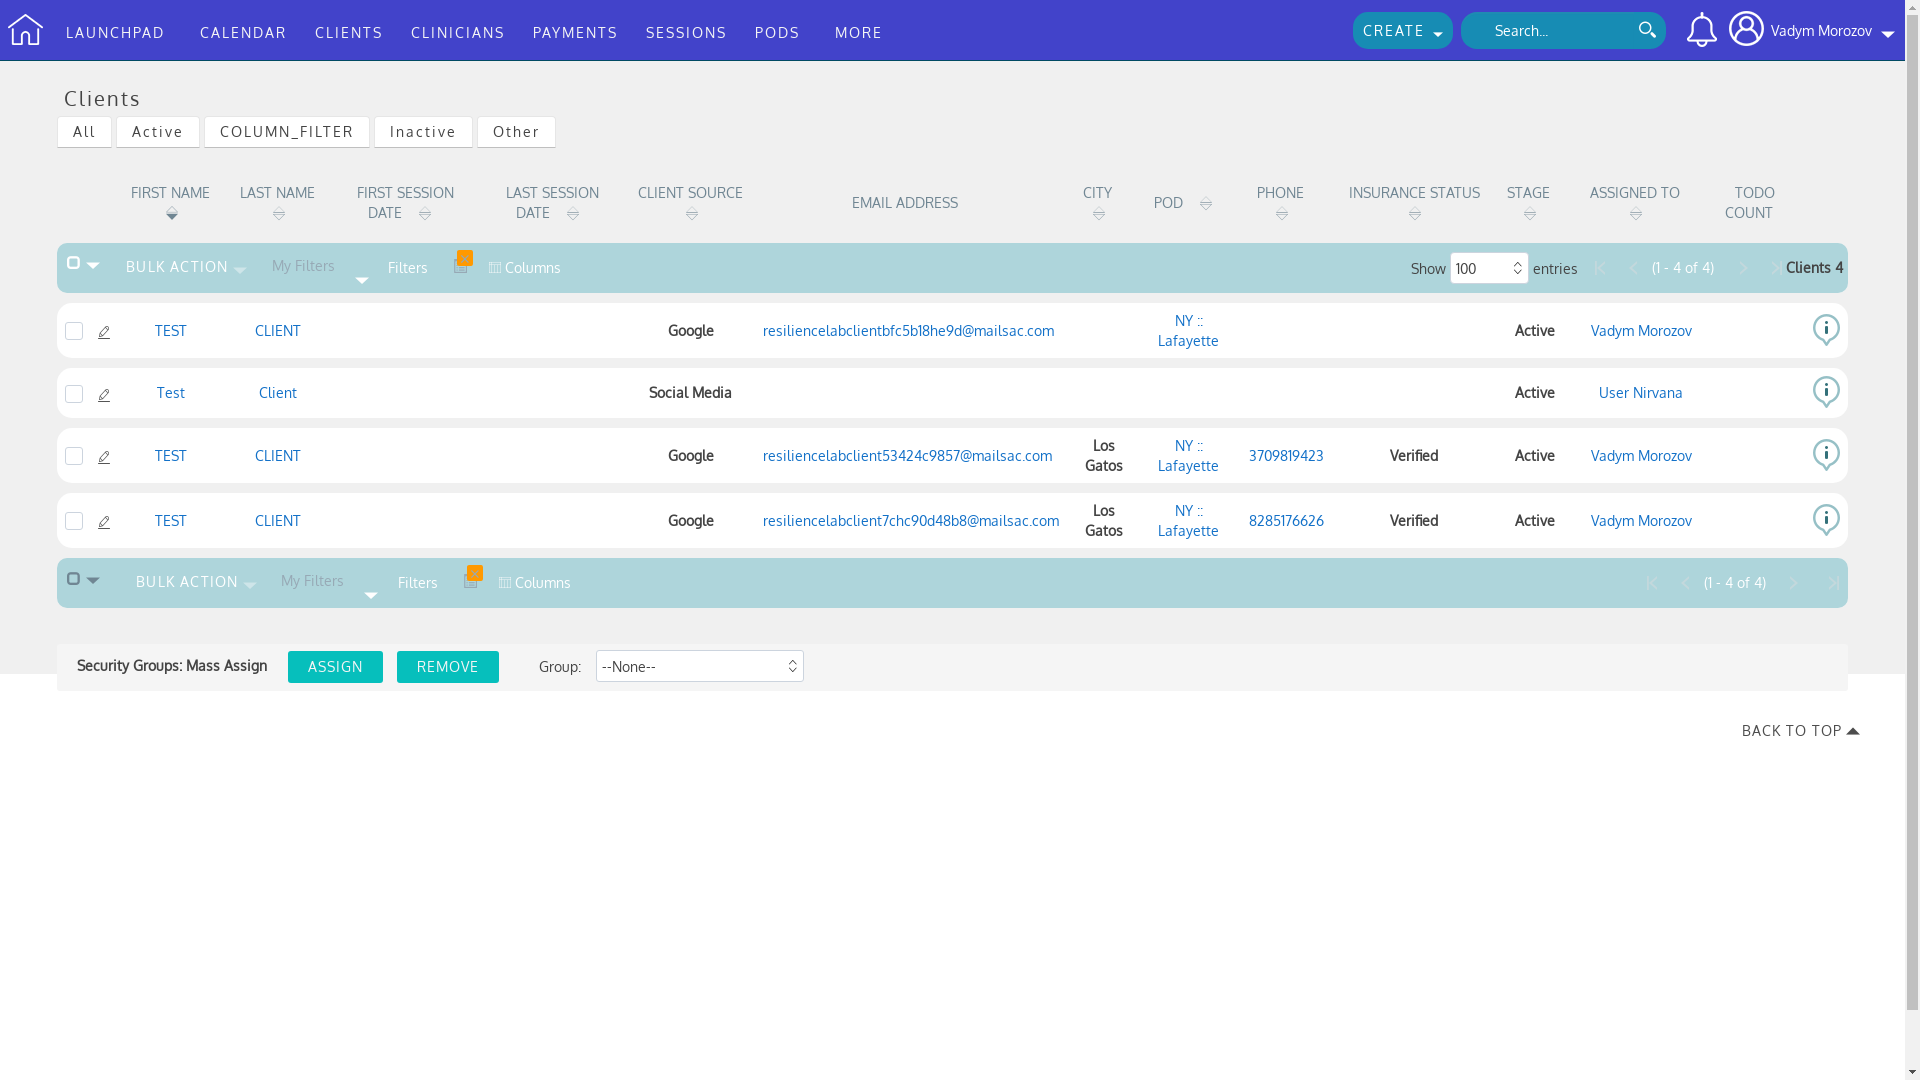 LAUNCHPAD CALENDAR CLIENTS CLINICIANS PAYMENTS SESSIONS PODS MORE CREATE Search... Vadym Morozov
Clients
All Active COLUMN_FILTER Inactive Other
FIRST NAME LAST NAME FIRST SESSION DATE LAST SESSION DATE CLIENT SOURCE EMAIL ADDRESS CITY POD PHONE INSURANCE STATUS STAGE ASSIGNED TO TODO COUNT
BULK ACTION My Filters Filters Columns Show 100 entries (1 - 4 of 4) Clients 4
TEST CLIENT Google resiliencelabclientbfc5b18he9d@mailsac.com NY :: Lafayette Active Vadym Morozov
Test Client Social Media Active User Nirvana
TEST CLIENT Google resiliencelabclient53424c9857@mailsac.com Los Gatos NY :: Lafayette 3709819423 Verified Active Vadym Morozov
TEST CLIENT Google resiliencelabclient7chc90d48b8@mailsac.com Los Gatos NY :: Lafayette 8285176626 Verified Active Vadym Morozov
BULK ACTION My Filters Filters Columns (1 - 4 of 4)
Security Groups: Mass Assign ASSIGN REMOVE Group: --None--
BACK TO TOP